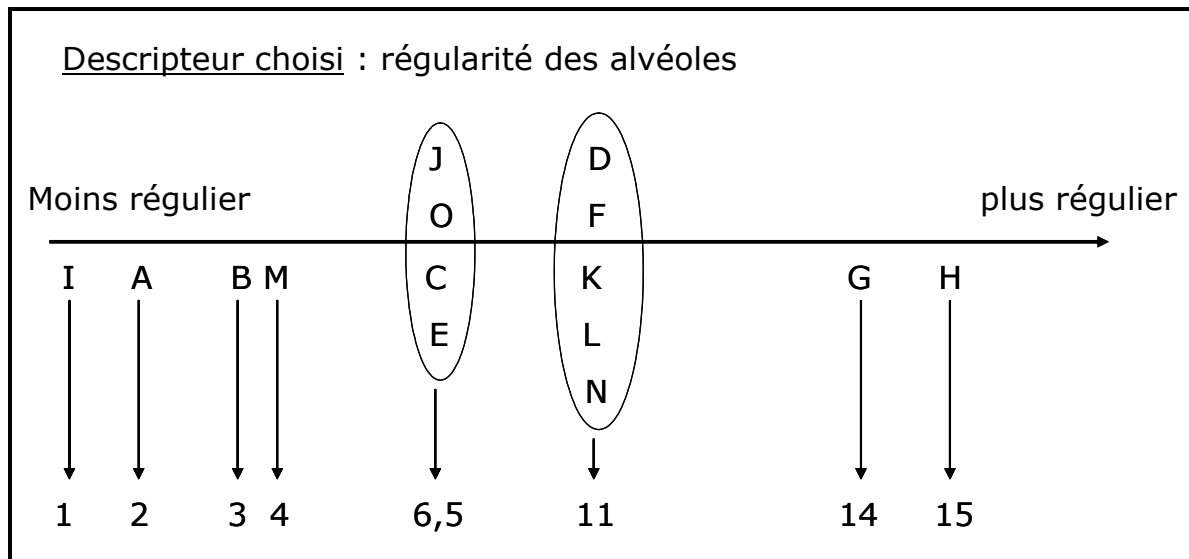 Descripteur choisi : régularité des alvéoles
J
D
Moins régulier
O
F
plus régulier
I A B M C K G H
E
L
N
1 2 3 4 6,5 11 14 15